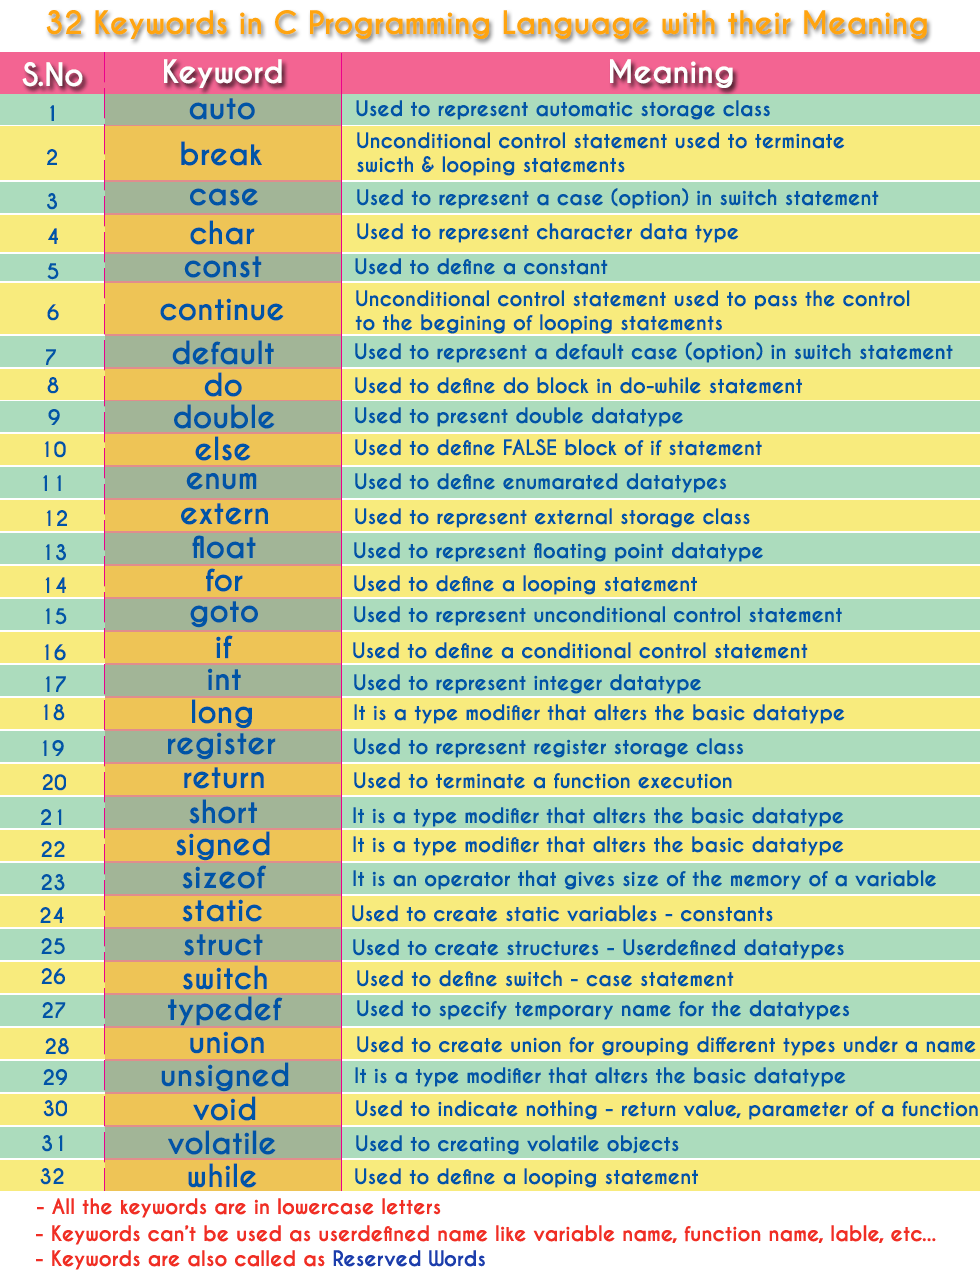 32 Keywords in C Programming Language with their Meaning
S.No Keyword Meaning
1 auto Used to represent automatic storage class
2 break Unconditional control statement used to terminate
swicth & looping statements
3 case Used to represent a case (option) in switch statement
4 char Used to represent character data type
5 const Used to define a constant
6 continue Unconditional control statement used to pass the control
to the begining of looping statements
7 default Used to represent a default case (option) in switch statement
8 do Used to define do block in do-while statement
9 double Used to present double datatype
10 else Used to define FALSE block of if statement
11 enum Used to define enumarated datatypes
12 extern Used to represent external storage class
13 float Used to represent floating point datatype
14 for Used to define a looping statement
15 goto Used to represent unconditional control statement
16 if Used to define a conditional control statement
17 int Used to represent integer datatype
18 long It is a type modifier that alters the basic datatype
19 register Used to represent register storage class
20 return Used to terminate a function execution
21 short It is a type modifier that alters the basic datatype
22 signed It is a type modifier that alters the basic datatype
23 sizeof It is an operator that gives size of the memory of a variable
24 static Used to create static variables - constants
25 struct Used to create structures - Userdefined datatypes
26 switch Used to define switch - case statement
27 typedef Used to specify temporary name for the datatypes
28 union Used to create union for grouping different types under a name
29 unsigned It is a type modifier that alters the basic datatype
30 void Used to indicate nothing - return value, parameter of a function
31 volatile Used to creating volatile objects
32 while Used to define a looping statement
- All the keywords are in lowercase letters
- Keywords can't be used as userdefined name like variable name, function name, lable, etc...
- Keywords are also called as Reserved Words